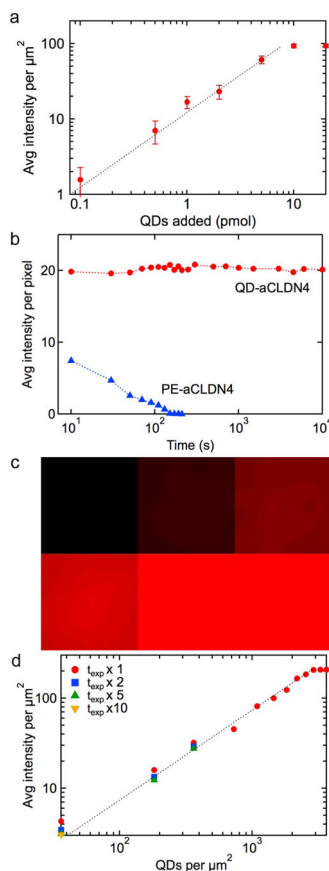 a
Avg intensity per µm²
100
10
1
0.1
1
10
QDs added (pmol)
b
Avg intensity per pixel
20
10
0
QD-aCLDN4
PE-aCLDN4
10¹
10²
10³
10⁴
Time (s)
c
d
Avg intensity per µm²
t_exp x 1
t_exp x 2
t_exp x 5
t_exp x10
100
10
10²
10³
QDs per µm²